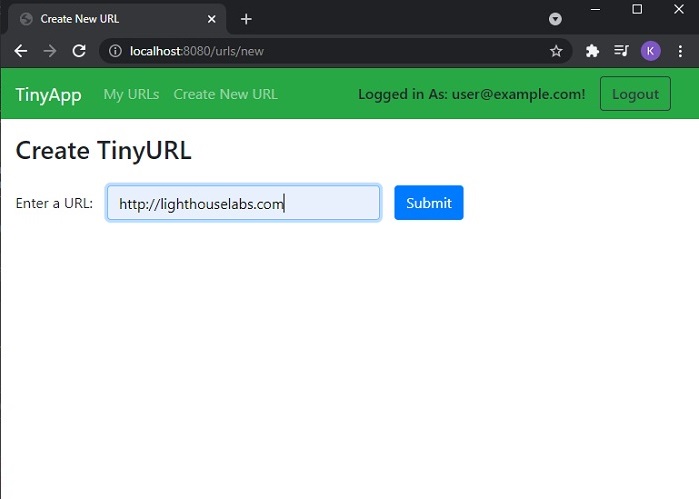 Create New URL
localhost:8080/urls/new
K
TinyApp My URLs Create New URL Logged in As: user@example.com! Logout
Create TinyURL
Enter a URL: http://lighthouselabs.com Submit